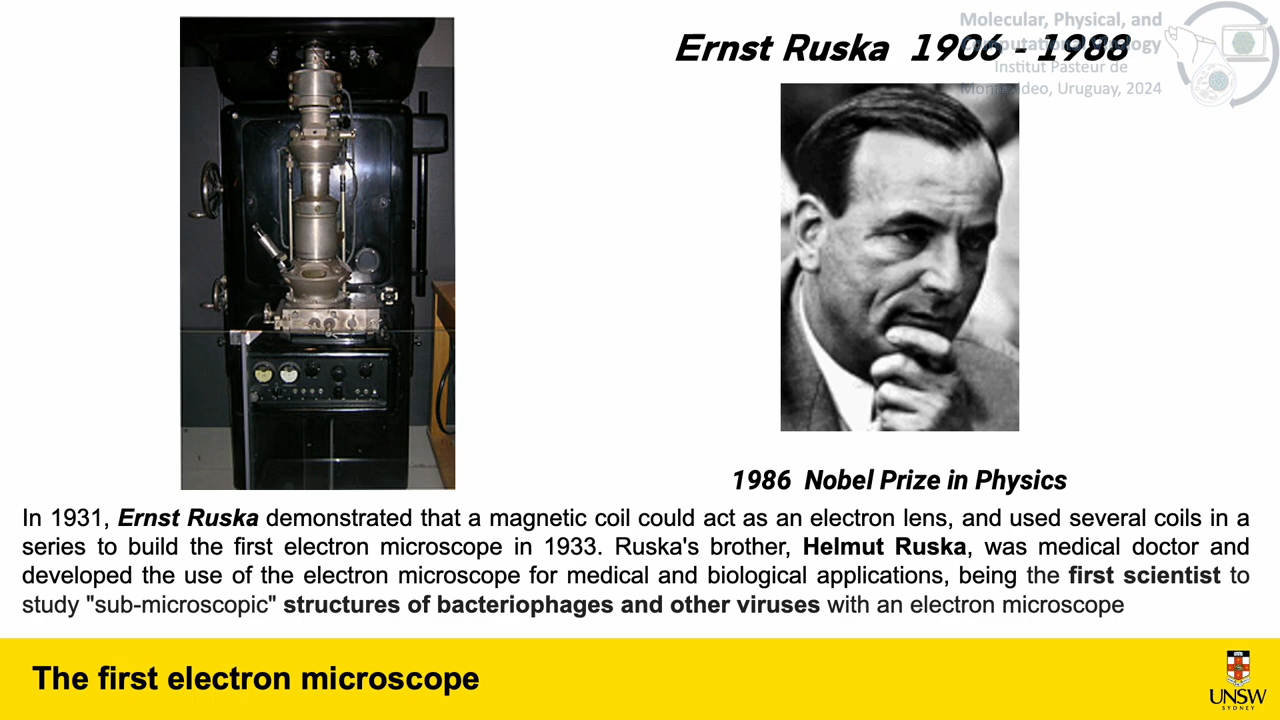 Ernst Ruska 1906 - 1988
Molecular, Physical, and
Computational Virology
Institut Pasteur de
Montevideo, Uruguay, 2024
1986 Nobel Prize in Physics
In 1931, Ernst Ruska demonstrated that a magnetic coil could act as an electron lens, and used several coils in a
series to build the first electron microscope in 1933. Ruska's brother, Helmut Ruska, was medical doctor and
developed the use of the electron microscope for medical and biological applications, being the first scientist to
study "sub-microscopic" structures of bacteriophages and other viruses with an electron microscope
The first electron microscope
UNSW
SYDNEY